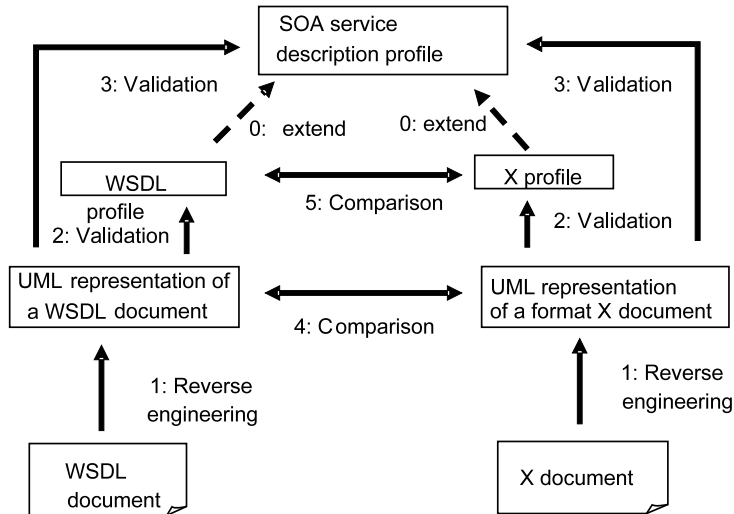 SOA service
description profile
3: Validation
3: Validation
0: extend
0: extend
WSDL
profile
X profile
5: Comparison
2: Validation
2: Validation
UML representation of
a WSDL document
UML representation
of a format X document
4: Comparison
1: Reverse
engineering
1: Reverse
engineering
WSDL
document
X document